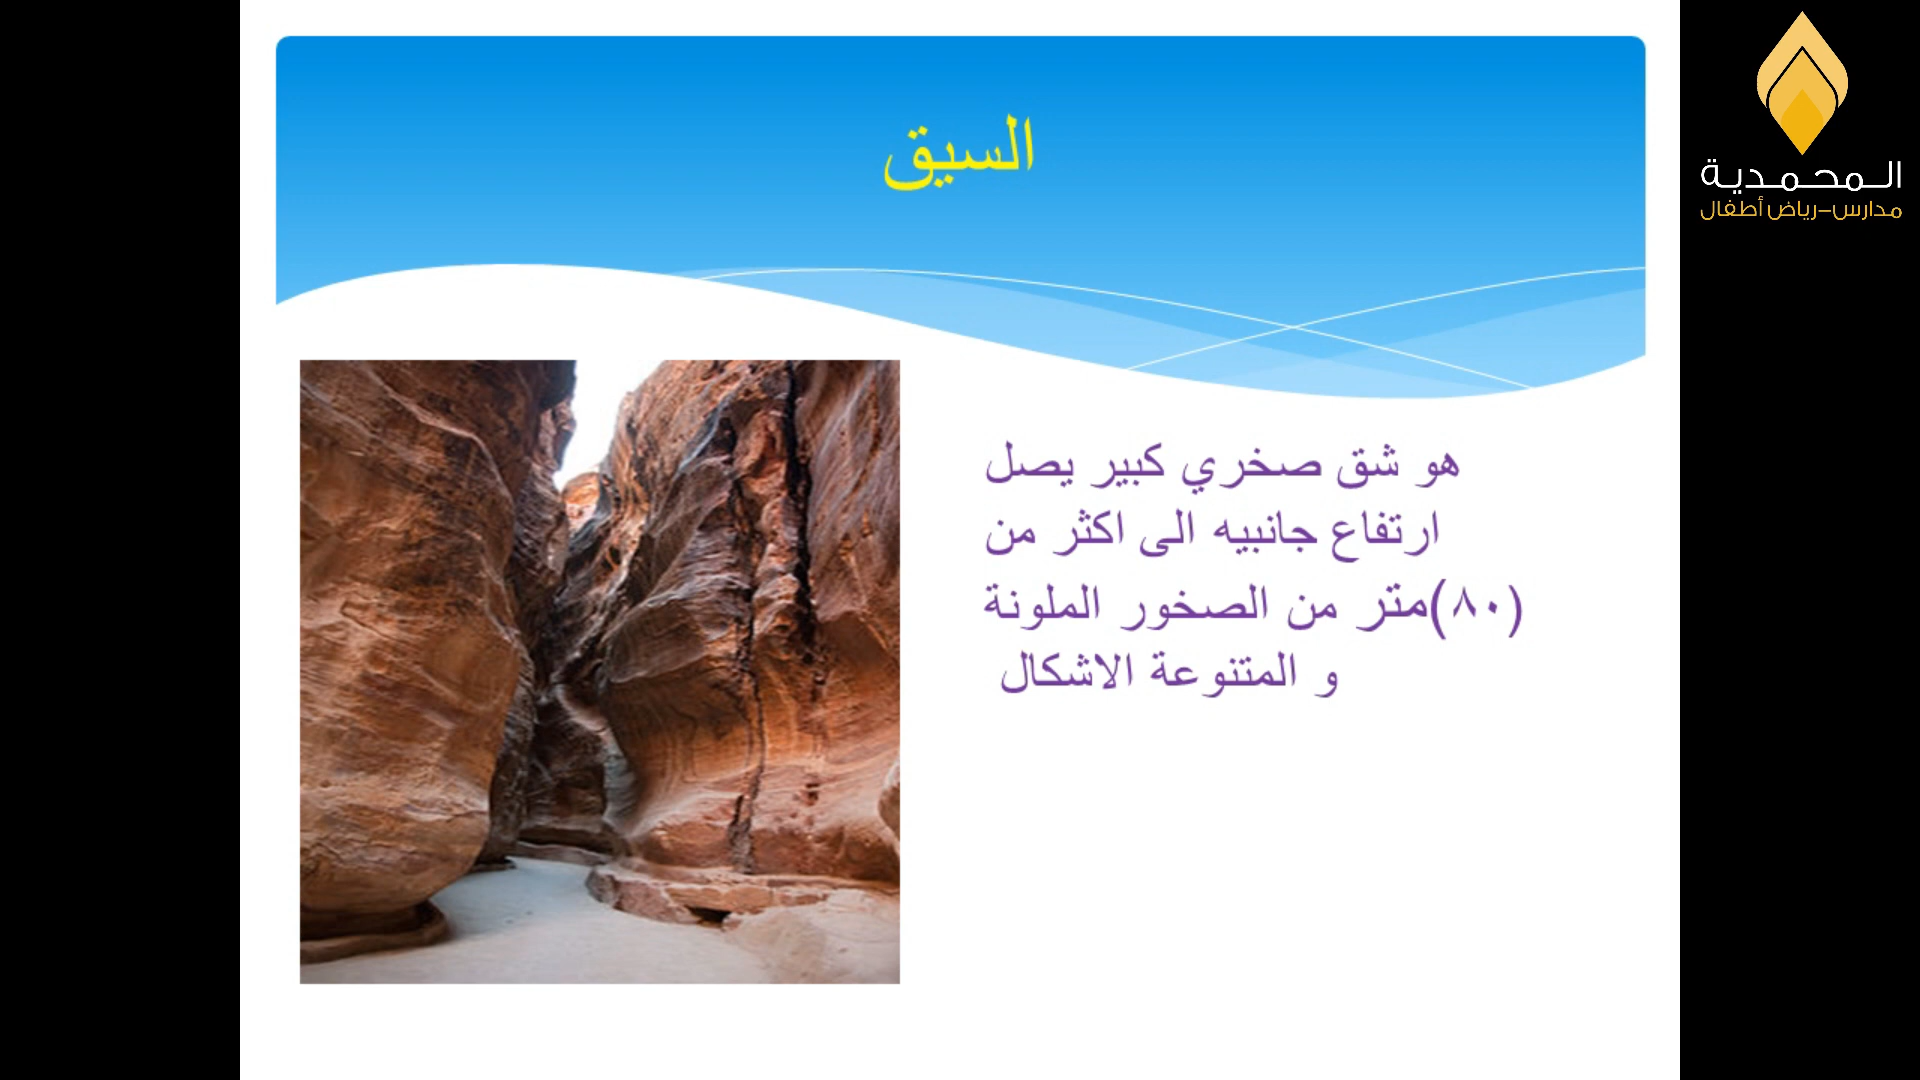 السيق
هو شق صخري كبير يصل
ارتفاع جانبيه الى اكثر من
(٨٠)متر من الصخور الملونة
و المتنوعة الاشكال
المحمدية
مدارس-رياض أطفال